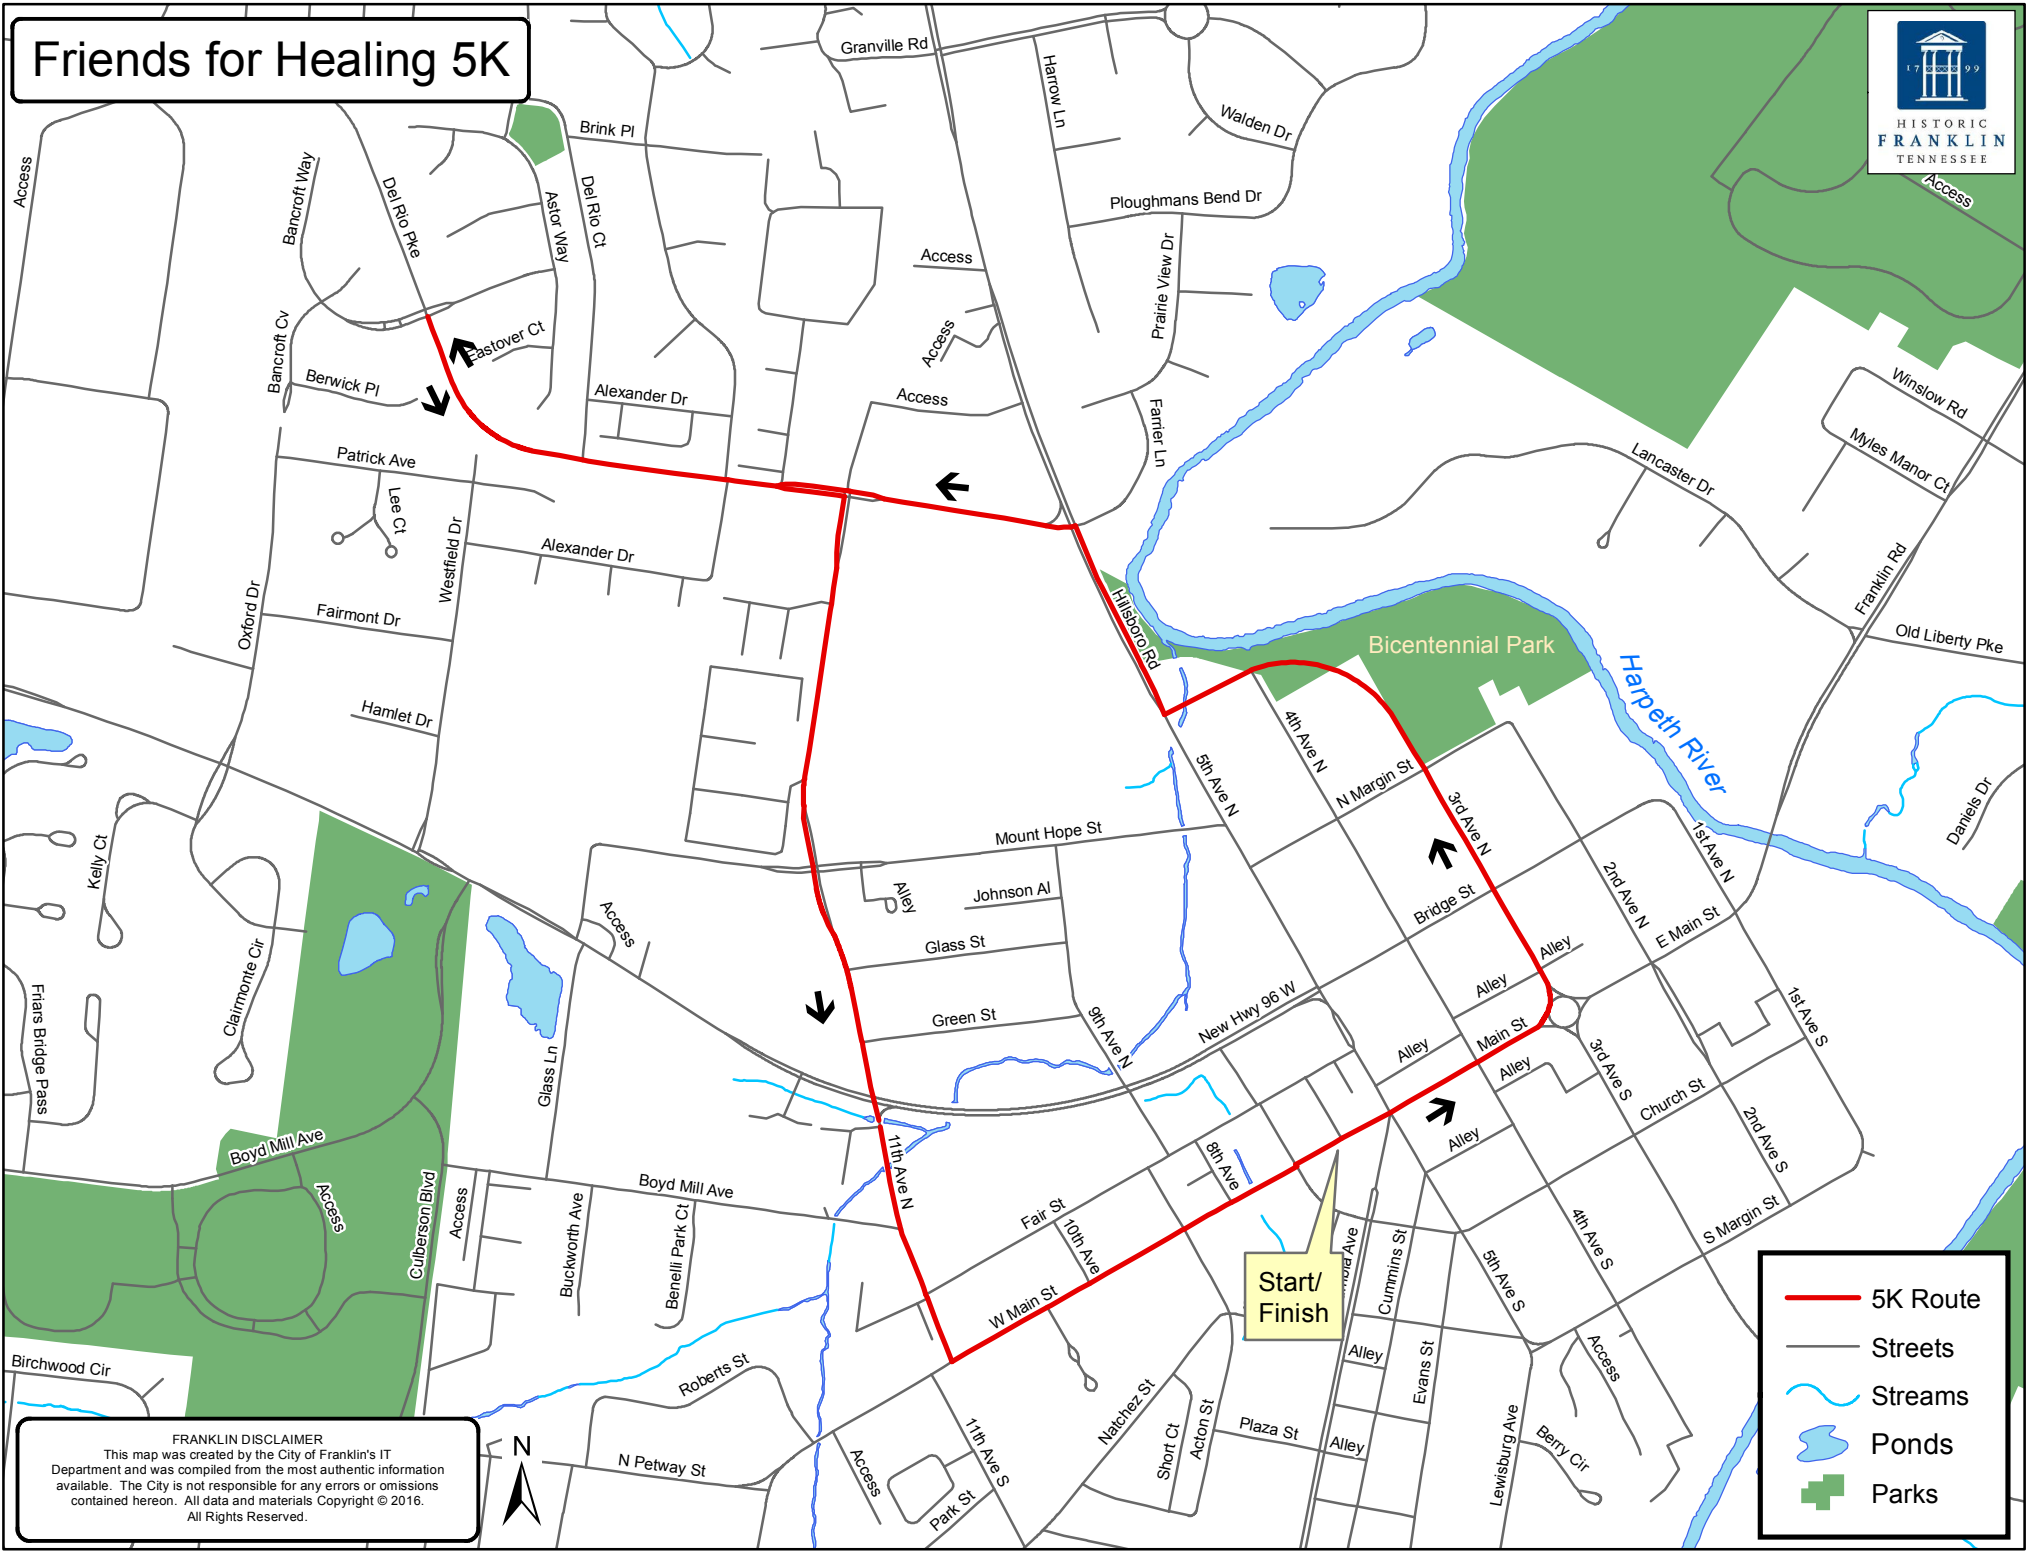 Friends for Healing 5K
17 99
HISTORIC
FRANKLIN
TENNESSEE
Granville Rd
Harrow Ln
Walden Dr
Brink Pl
Access
Bancroft Way
Del Rio Pke
Astor Way
Del Rio Ct
Ploughmans Bend Dr
Access
Access
Prairie View Dr
Bancroft Cv
Eastover Ct
Access
Berwick Pl
Alexander Dr
Access
Farrier Ln
Winslow Rd
Myles Manor Ct
Lancaster Dr
Patrick Ave
Lee Ct
Westfield Dr
Alexander Dr
Franklin Rd
Oxford Dr
Fairmont Dr
Hillsboro Rd
Bicentennial Park
Old Liberty Pke
Harpeth River
Hamlet Dr
4th Ave N
5th Ave N
N Margin St
3rd Ave N
Daniels Dr
Mount Hope St
1st Ave N
Kelly Ct
Johnson Al
Alley
Bridge St
2nd Ave N
E Main St
Access
Glass St
Alley
Clairmonte Cir
Friars Bridge Pass
Green St
9th Ave N
New Hwy 96 W
Alley
Main St
1st Ave S
Glass Ln
Alley
Alley
3rd Ave S
Church St
Boyd Mill Ave
11th Ave N
8th Ave
Alley
2nd Ave S
Access
Culberson Blvd
Access
Boyd Mill Ave
Buckworth Ave
Benelli Park Ct
Fair St
10th Ave
4th Ave S
S Margin St
5th Ave S
Cummins St
Start/
Finish
W Main St
Birchwood Cir
Roberts St
Alley
Evans St
Access
Natchez St
Short Ct
Acton St
Plaza St
Alley
Lewisburg Ave
Berry Cir
11th Ave S
N Petway St
Access
Park St
N
5K Route
Streets
Streams
Ponds
Parks
FRANKLIN DISCLAIMER
This map was created by the City of Franklin's IT
Department and was compiled from the most authentic information
available. The City is not responsible for any errors or omissions
contained hereon. All data and materials Copyright © 2016.
All Rights Reserved.